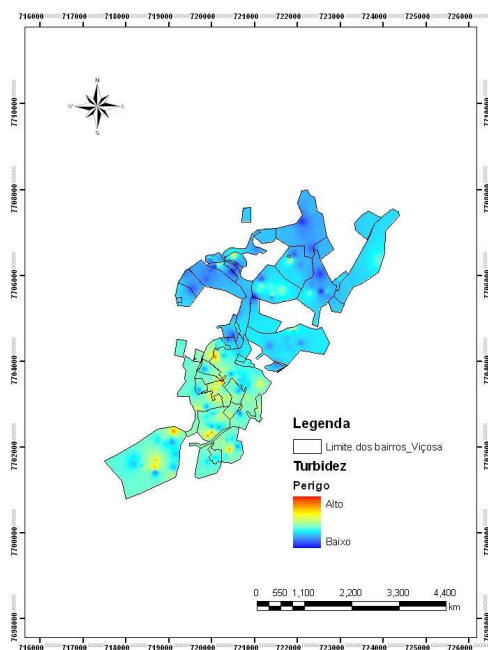 716000 717000 718000 719000 720000 721000 722000 723000 724000 725000 726000
7710000
7708000
7706000
7704000
7702000
7700000
7698000
N
W E
S
Legenda
Limite dos bairros_Viçosa
Turbidez
Perigo
Alto
Baixo
0 550 1,100 2,200 3,300 4,400
km
716000 717000 718000 719000 720000 721000 722000 723000 724000 725000 726000